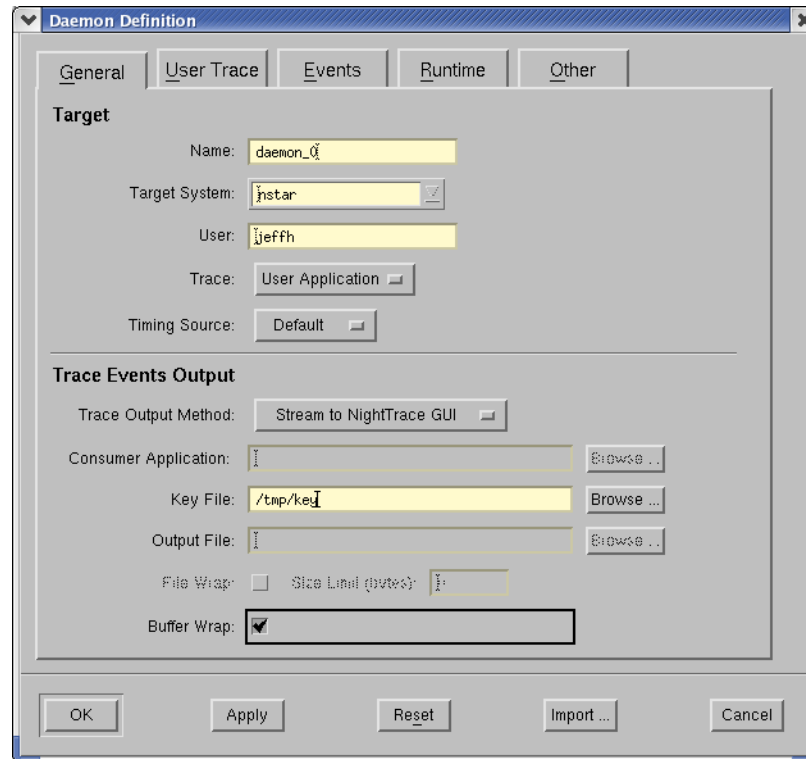 Daemon Definition
General User Trace Events Runtime Other
Target
Name: daemon_0
Target System:
User: jeffh
Trace: User Application
Timing Source: Default
Trace Events Output
Trace Output Method: Stream to NightTrace GUI
Consumer Application: Browse ...
Key File: /tmp/key Browse ...
Output File: Browse ...
File Wrap: Size Limit (bytes):
Buffer Wrap:
OK Apply Reset Import ... Cancel